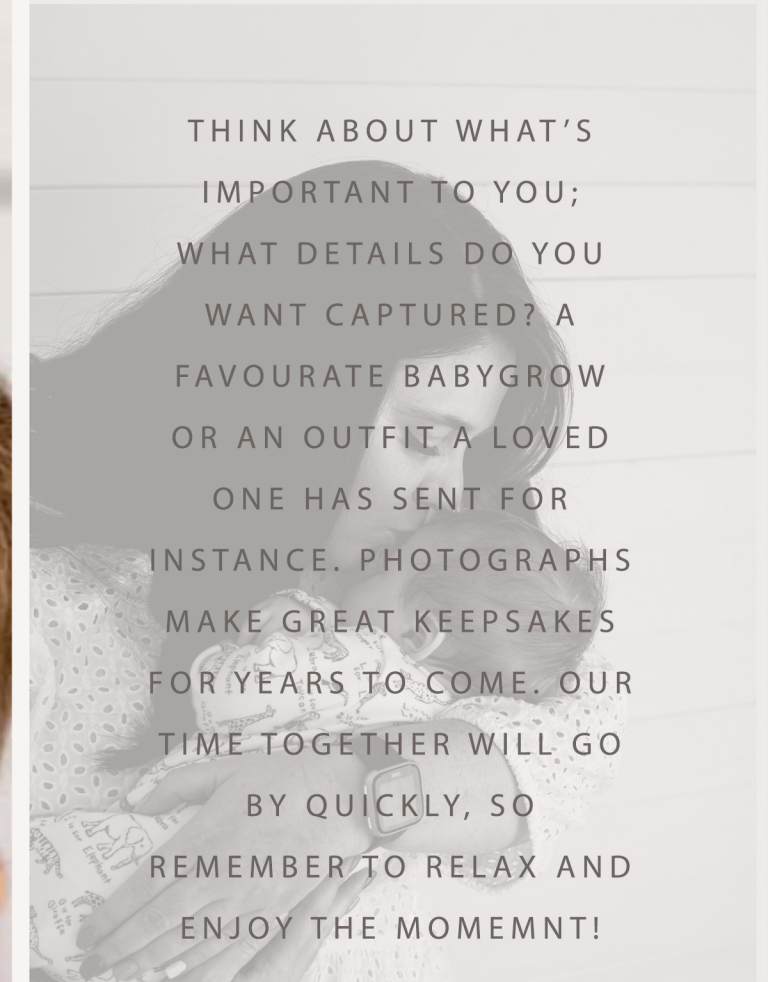 THINK ABOUT WHAT’S
IMPORTANT TO YOU;
WHAT DETAILS DO YOU
WANT CAPTURED? A
FAVOURATE BABYGROW
OR AN OUTFIT A LOVED
ONE HAS SENT FOR
INSTANCE. PHOTOGRAPHS
MAKE GREAT KEEPSAKES
FOR YEARS TO COME. OUR
TIME TOGETHER WILL GO
BY QUICKLY, SO
REMEMBER TO RELAX AND
ENJOY THE MOMEMNT!
Elephant